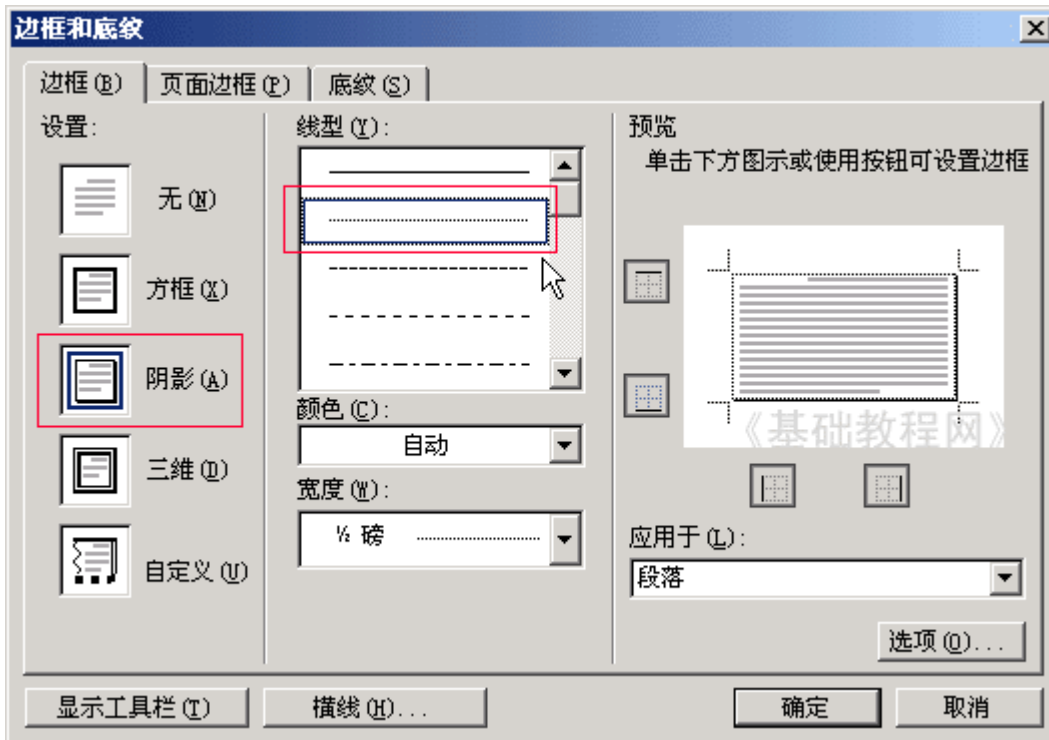 边框和底纹
边框(B) 页面边框(P) 底纹(S)
设置:
无(N)
方框(X)
阴影(A)
三维(D)
自定义(U)
线型(Y):
颜色(C):
自动
宽度(W):
½ 磅
预览
单击下方图示或使用按钮可设置边框
《基础教程网》
应用于(L):
段落
选项(O)...
显示工具栏(T) 横线(H)... 确定 取消